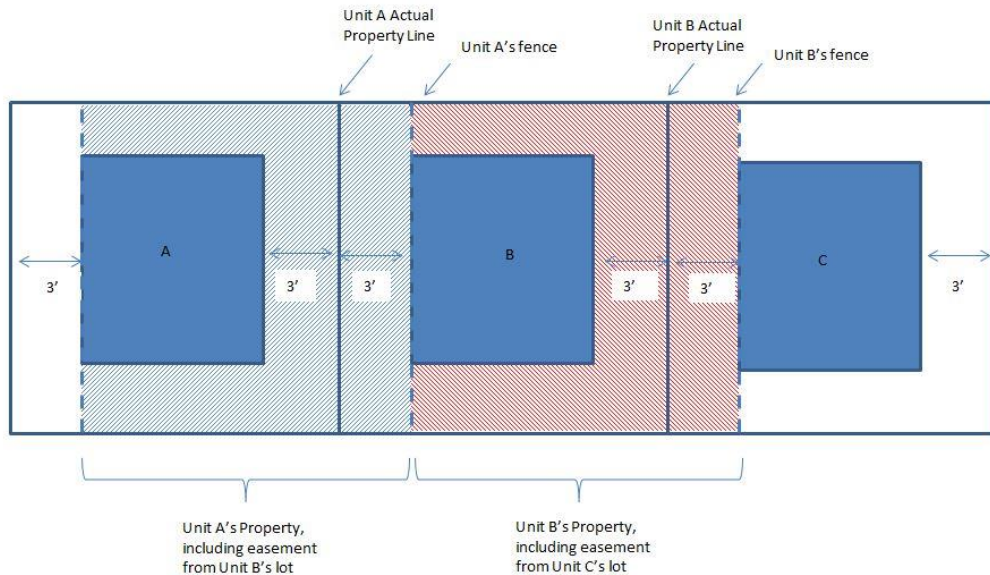 Unit A Actual
Property Line
Unit A's fence
Unit B Actual
Property Line
Unit B's fence
A
B
C
3'
3'
3'
3'
3'
3'
Unit A's Property,
including easement
from Unit B's lot
Unit B's Property,
including easement
from Unit C's lot